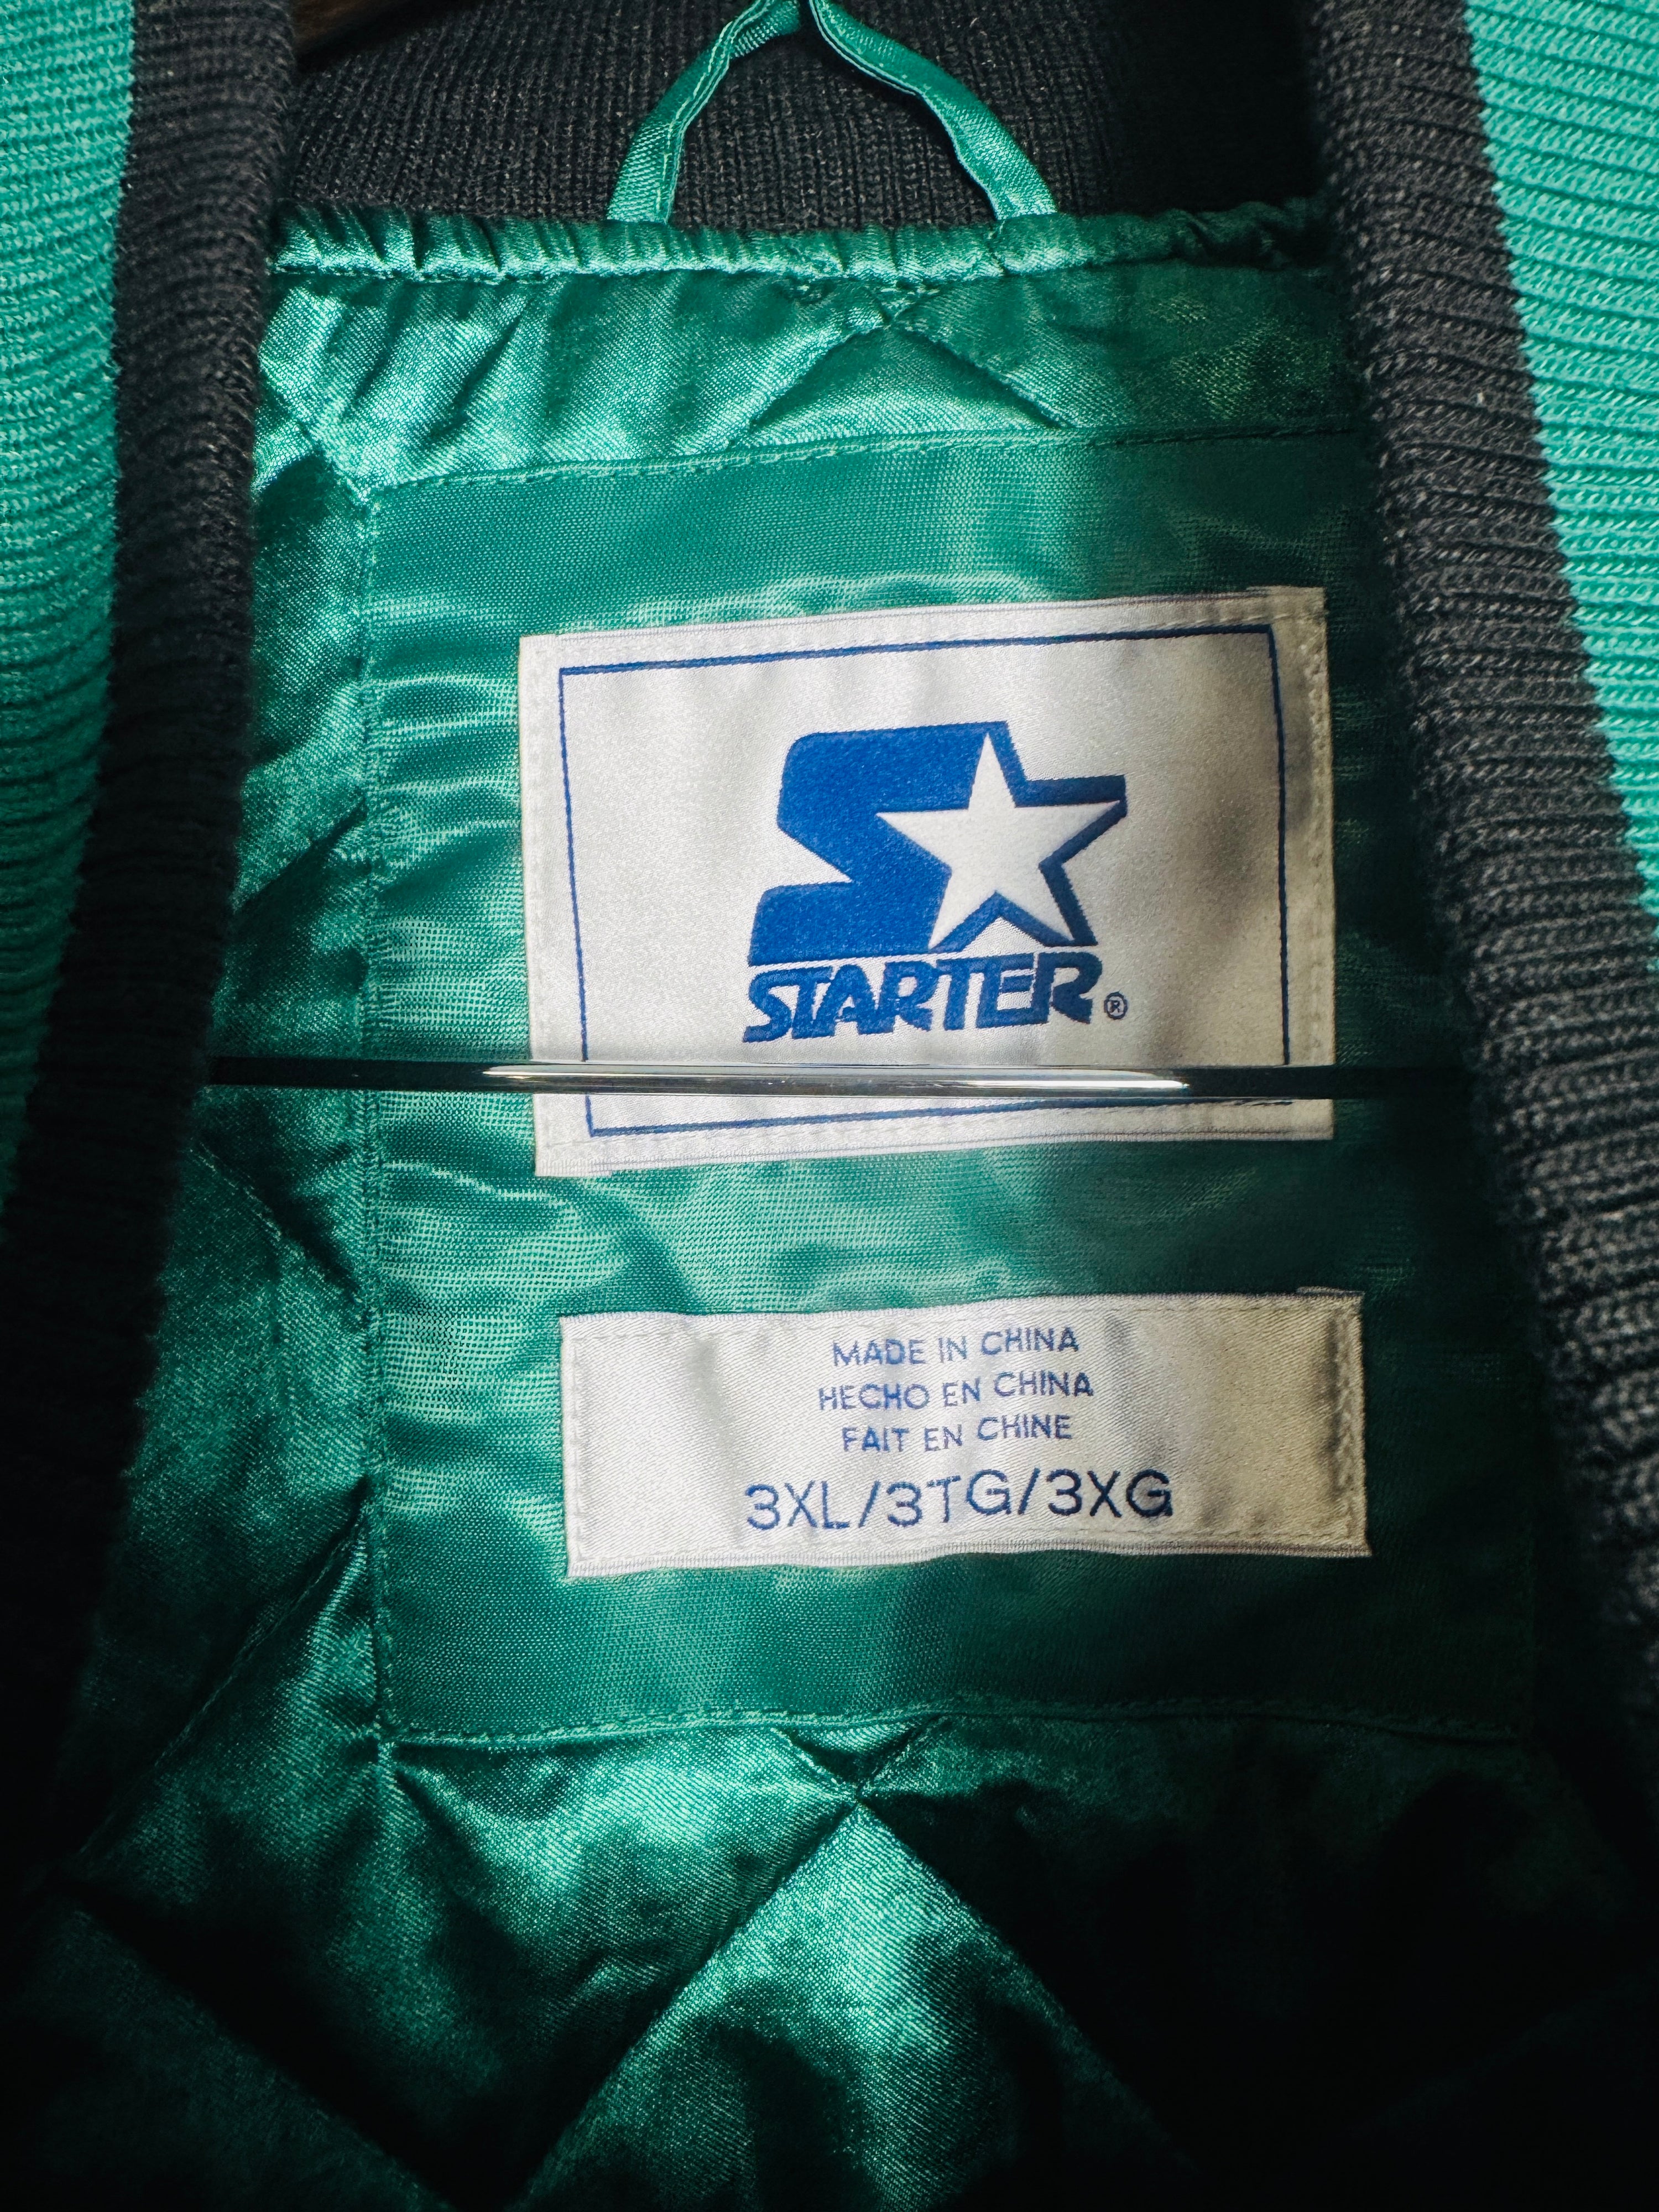 STARTER®
MADE IN CHINA
HECHO EN CHINA
FAIT EN CHINE
3XL/3TG/3XG